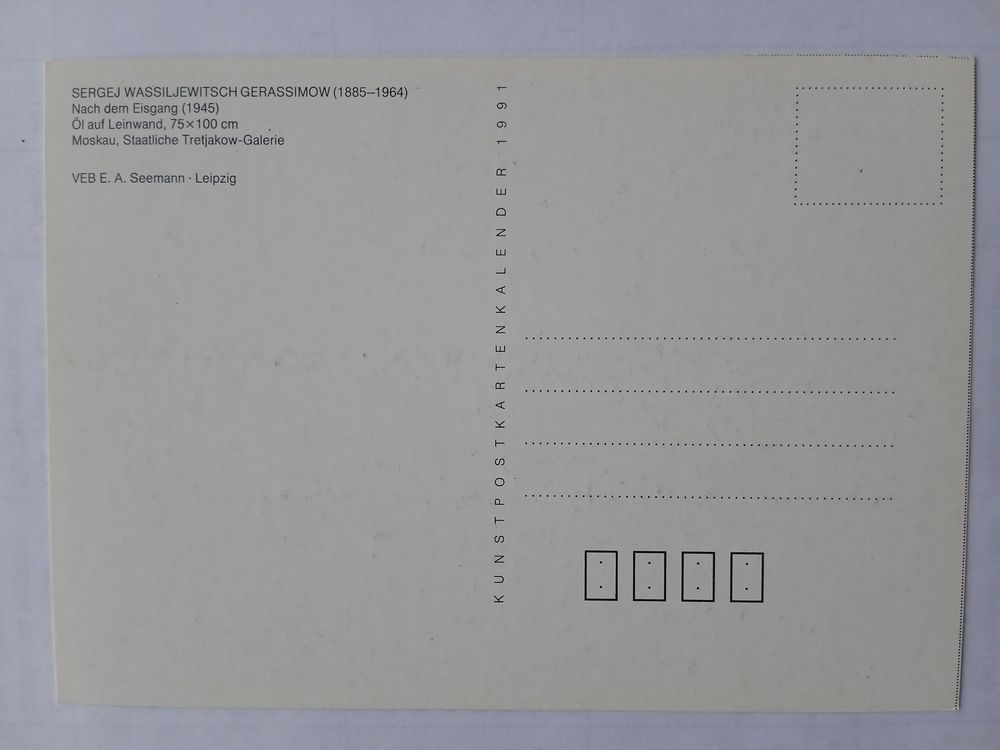 SERGEJ WASSILJEWITSCH GERASSIMOW (1885–1964)
Nach dem Eisgang (1945)
Öl auf Leinwand, 75×100 cm
Moskau, Staatliche Tretjakow-Galerie
VEB E. A. Seemann · Leipzig
KUNSTPOSTKARTENKALENDER 1991